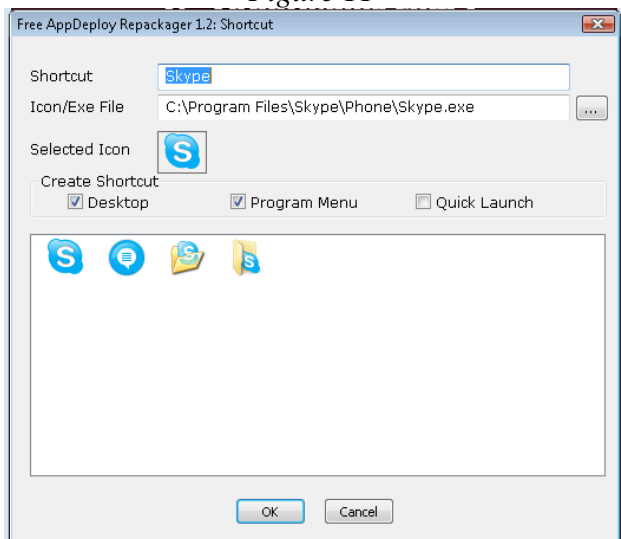 Free AppDeploy Repackager 1.2: Shortcut
Shortcut Skype
Icon/Exe File C:\Program Files\Skype\Phone\Skype.exe ...
Selected Icon
Create Shortcut
Desktop Program Menu Quick Launch
OK Cancel